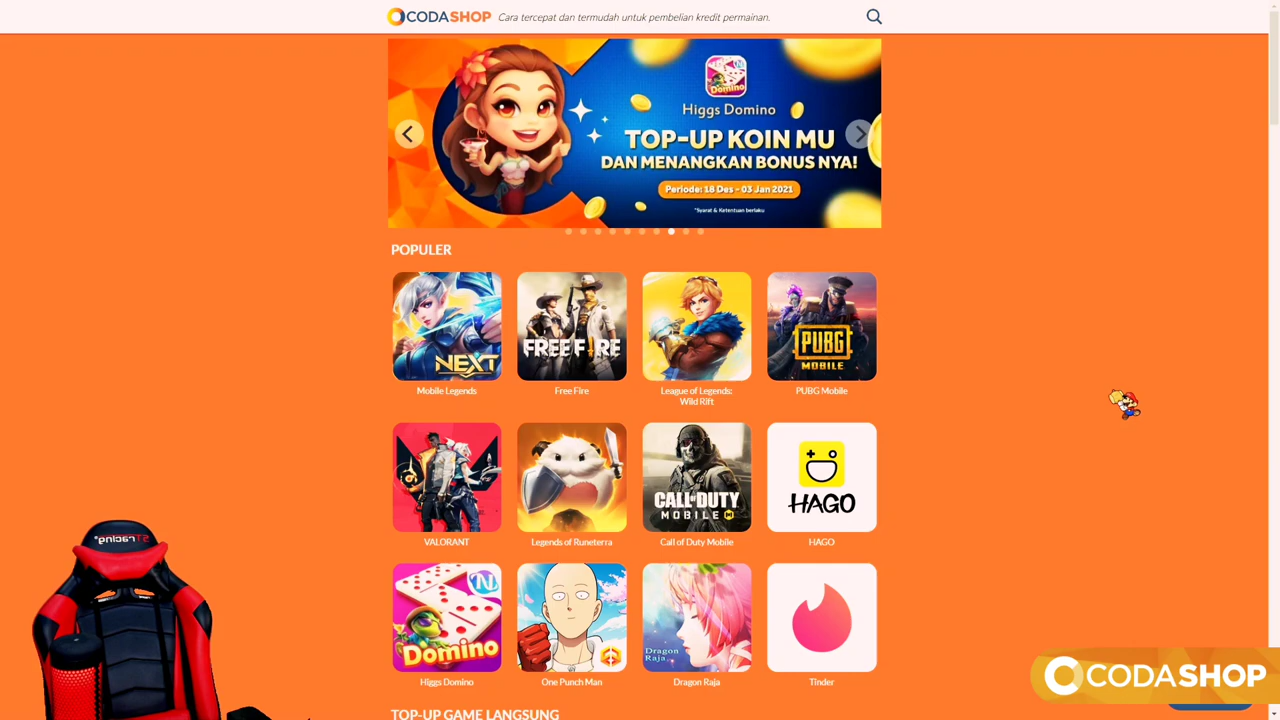 CODASHOP Cara tercepat dan termudah untuk pembelian kredit permainan.
Domino
Higgs Domino
TOP-UP KOIN MU
DAN MENANGKAN BONUS NYA!
Periode: 18 Des - 03 Jan 2021
*Syarat & Ketentuan berlaku
POPULER
NEXT
FREE FIRE
PUBG
MOBILE
Mobile Legends
Free Fire
League of Legends:
Wild Rift
PUBG Mobile
CALL OF DUTY
MOBILE
HAGO
VALORANT
Legends of Runeterra
Call of Duty Mobile
HAGO
Domino
Dragon
Raja
Higgs Domino
One Punch Man
Dragon Raja
Tinder
TOP-UP GAME LANGSUNG
STracing
CODASHOP